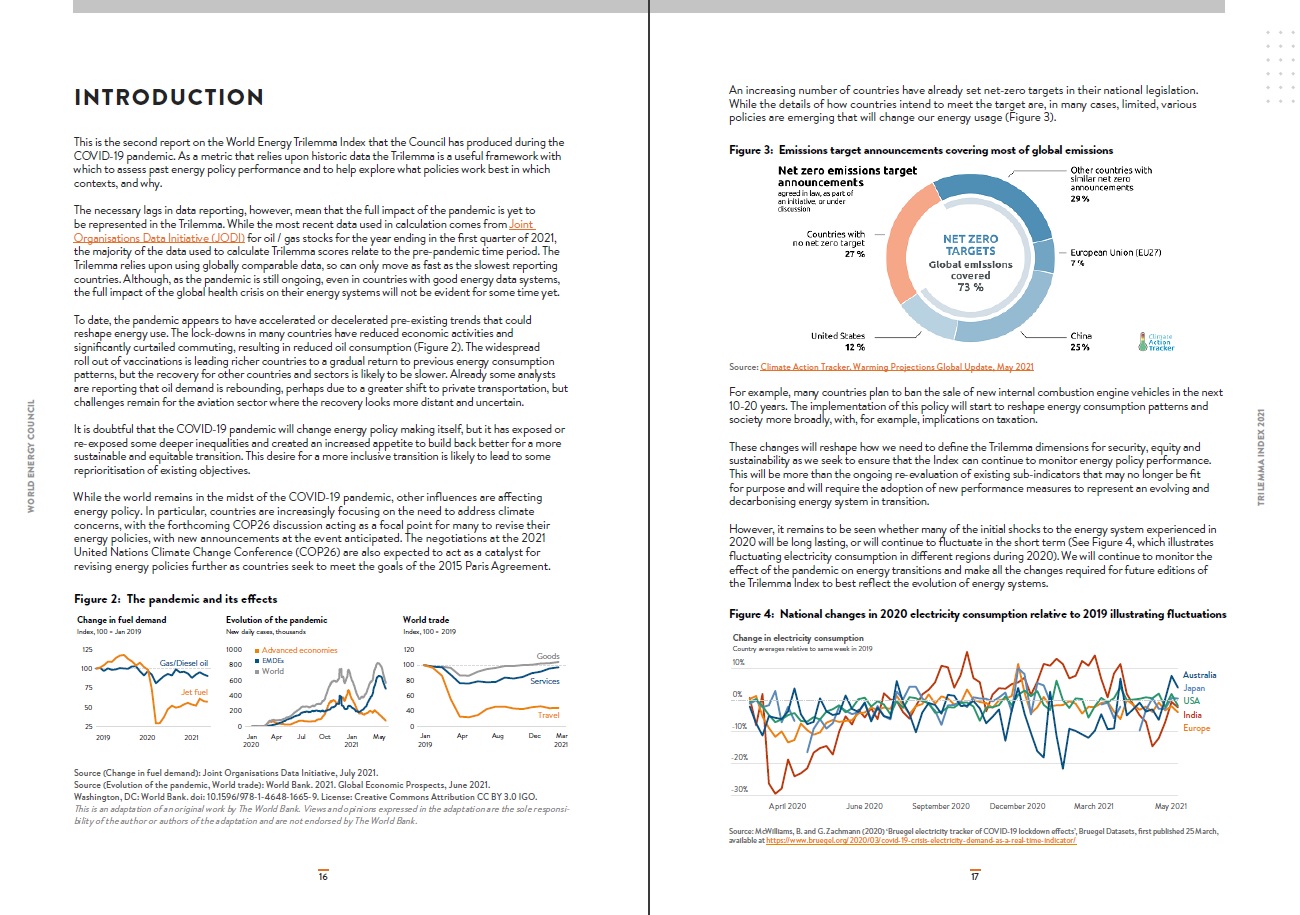 INTRODUCTION
This is the second report on the World Energy Trilemma Index that the Council has produced during the
COVID-19 pandemic. As a metric that relies upon historic data the Trilemma is a useful framework with
which to assess past energy policy performance and to help explore what policies work best in which
contexts, and why.
The necessary lags in data reporting, however, mean that the full impact of the pandemic is yet to
be represented in the Trilemma. While the most recent data used in calculation comes from Joint
Organisations Data Initiative (JODI) for oil / gas stocks for the year ending in the first quarter of 2021,
the majority of the data used to calculate Trilemma scores relate to the pre-pandemic time period. The
Trilemma relies upon using globally comparable data, so can only move as fast as the slowest reporting
countries. Although, as the pandemic is still ongoing, even in countries with good energy data systems,
the full impact of the global health crisis on their energy systems will not be evident for some time yet.
To date, the pandemic appears to have accelerated or decelerated pre-existing trends that could
reshape energy use. The lock-downs in many countries have reduced economic activities and
significantly curtailed commuting, resulting in reduced oil consumption (Figure 2). The widespread
roll out of vaccinations is leading richer countries to a gradual return to previous energy consumption
patterns, but the recovery for other countries and sectors is likely to be slower. Already some analysts
are reporting that oil demand is rebounding, perhaps due to a greater shift to private transportation, but
challenges remain for the aviation sector where the recovery looks more distant and uncertain.
It is doubtful that the COVID-19 pandemic will change energy policy making itself, but it has exposed or
re-exposed some deeper inequalities and created an increased appetite to build back better for a more
sustainable and equitable transition. This desire for a more inclusive transition is likely to lead to some
reprioritisation of existing objectives.
While the world remains in the midst of the COVID-19 pandemic, other influences are affecting
energy policy. In particular, countries are increasingly focusing on the need to address climate
concerns, with the forthcoming COP26 discussion acting as a focal point for many to revise their
energy policies, with new announcements at the event anticipated. The negotiations at the 2021
United Nations Climate Change Conference (COP26) are also expected to act as a catalyst for
revising energy policies further as countries seek to meet the goals of the 2015 Paris Agreement.
Figure 2: The pandemic and its effects
Change in fuel demand
Index, 100 = Jan 2019
125
100
75
50
25
Gas/Diesel oil
Jet fuel
2019 2020 2021
Evolution of the pandemic
New daily cases, thousands
1000
800
600
400
200
0
Advanced economies
EMDEs
World
Jan Apr Jul Oct Jan May
2020 2021
World trade
Index, 100 = 2019
120
100
80
60
40
20
0
Goods
Services
Travel
Jan Apr Aug Dec Mar
2019 2021
Source (Change in fuel demand): Joint Organisations Data Initiative, July 2021.
Source (Evolution of the pandemic, World trade): World Bank. 2021. Global Economic Prospects, June 2021.
Washington, DC: World Bank. doi: 10.1596/978-1-4648-1665-9. License: Creative Commons Attribution CC BY 3.0 IGO.
This is an adaptation of an original work by The World Bank. Views and opinions expressed in the adaptation are the sole responsi-
bility of the author or authors of the adaptation and are not endorsed by The World Bank.
WORLD ENERGY COUNCIL
16
An increasing number of countries have already set net-zero targets in their national legislation.
While the details of how countries intend to meet the target are, in many cases, limited, various
policies are emerging that will change our energy usage (Figure 3).
Figure 3: Emissions target announcements covering most of global emissions
Net zero emissions target
announcements
agreed in law, as part of
an initiative, or under
discussion
Other countries with
similar net zero
announcements
29 %
Countries with
no net zero target
27 %
NET ZERO
TARGETS
Global emissions
covered
73 %
European Union (EU27)
7 %
United States
12 %
China
25 %
Climate
Action
Tracker
Source: Climate Action Tracker, Warming Projections Global Update, May 2021
For example, many countries plan to ban the sale of new internal combustion engine vehicles in the next
10-20 years. The implementation of this policy will start to reshape energy consumption patterns and
society more broadly, with, for example, implications on taxation.
These changes will reshape how we need to define the Trilemma dimensions for security, equity and
sustainability as we seek to ensure that the Index can continue to monitor energy policy performance.
This will be more than the ongoing re-evaluation of existing sub-indicators that may no longer be fit
for purpose and will require the adoption of new performance measures to represent an evolving and
decarbonising energy system in transition.
However, it remains to be seen whether many of the initial shocks to the energy system experienced in
2020 will be long lasting, or will continue to fluctuate in the short term (See Figure 4, which illustrates
fluctuating electricity consumption in different regions during 2020). We will continue to monitor the
effect of the pandemic on energy transitions and make all the changes required for future editions of
the Trilemma Index to best reflect the evolution of energy systems.
Figure 4: National changes in 2020 electricity consumption relative to 2019 illustrating fluctuations
Change in electricity consumption
Country averages relative to same week in 2019
10%
0%
-10%
-20%
-30%
Australia
Japan
USA
India
Europe
April 2020 June 2020 September 2020 December 2020 March 2021 May 2021
Source: McWilliams, B. and G. Zachmann (2020) 'Bruegel electricity tracker of COVID-19 lockdown effects', Bruegel Datasets, first published 25 March,
available at https://www.bruegel.org/2020/03/covid-19-crisis-electricity-demand-as-a-real-time-indicator/
TRILEMMA INDEX 2021
17